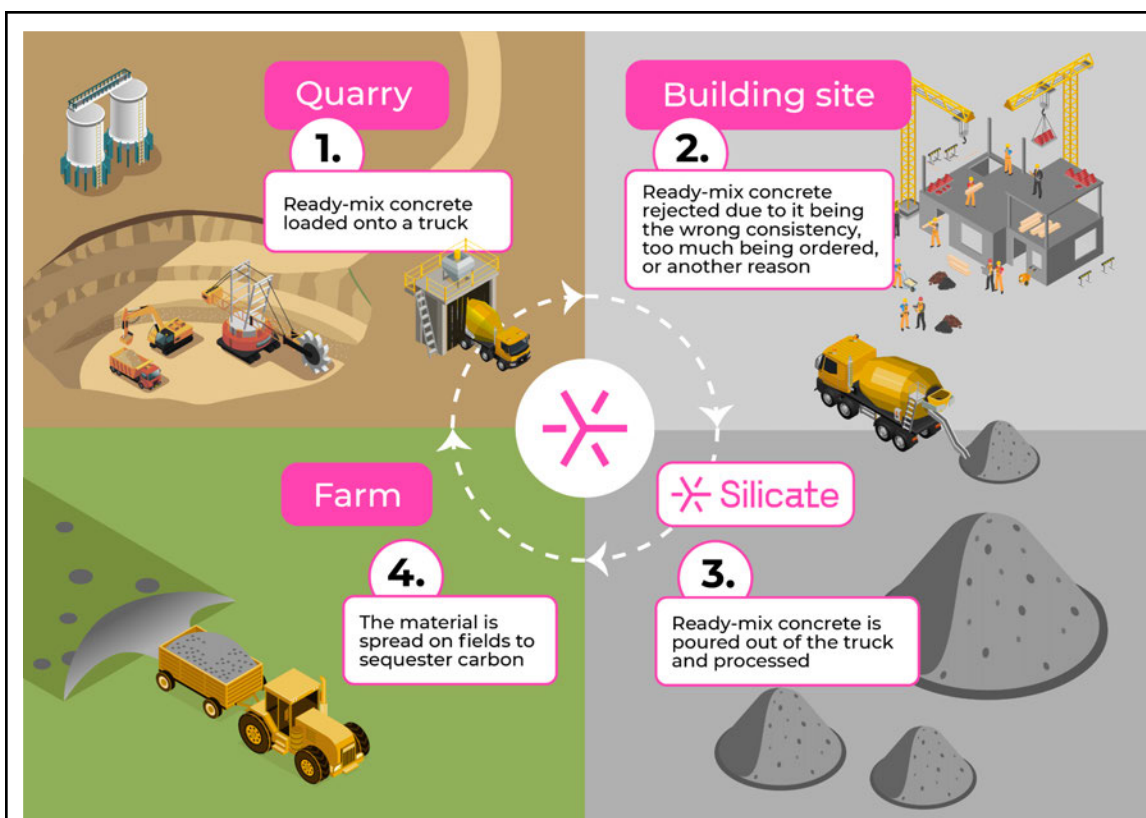 Quarry
1.
Ready-mix concrete
loaded onto a truck
Building site
2.
Ready-mix concrete
rejected due to it being
the wrong consistency,
too much being ordered,
or another reason
Silicate
3.
Ready-mix concrete is
poured out of the truck
and processed
Farm
4.
The material is
spread on fields to
sequester carbon